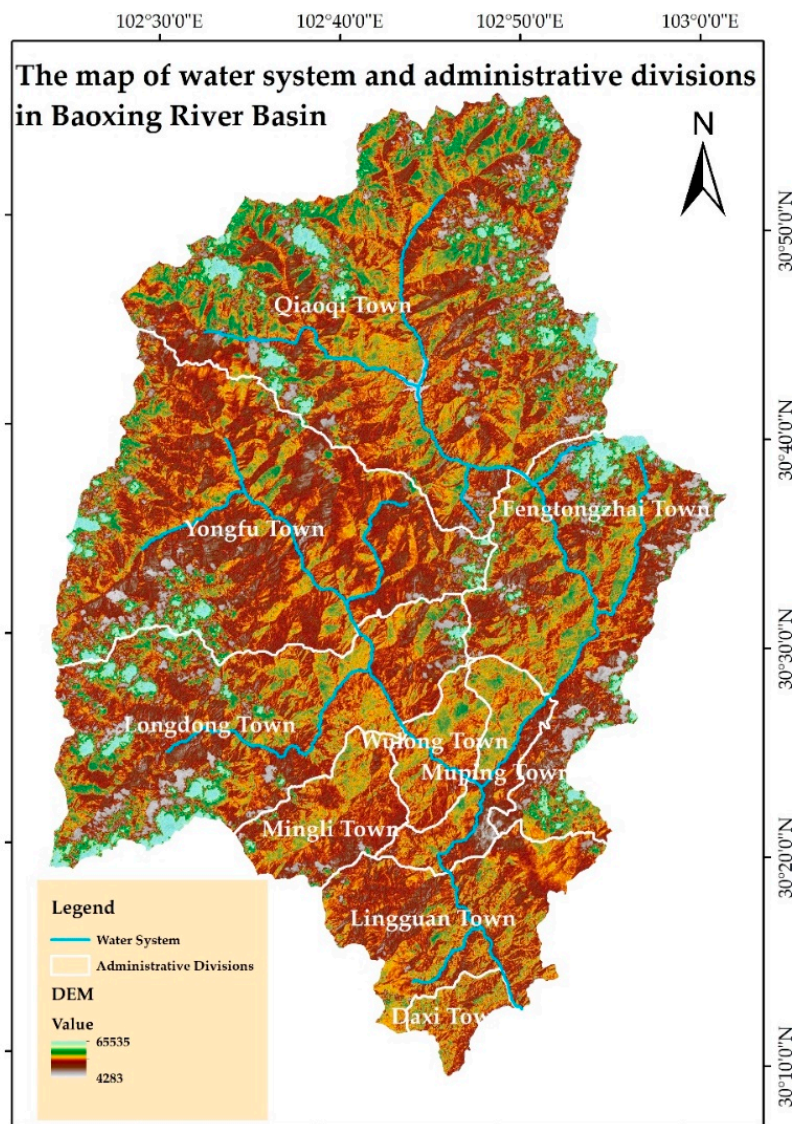 102°30'0"E 102°40'0"E 102°50'0"E 103°0'0"E
The map of water system and administrative divisions
in Baoxing River Basin
N
30°50'0"N
Qiaoqi Town
30°40'0"N
Fengtongzhai Town
Yongfu Town
30°30'0"N
Longdong Town
Wulong Town
Muping Town
Mingli Town
30°20'0"N
Lingguan Town
Daxi Tow
30°10'0"N
Legend
Water System
Administrative Divisions
DEM
Value
65535
4283